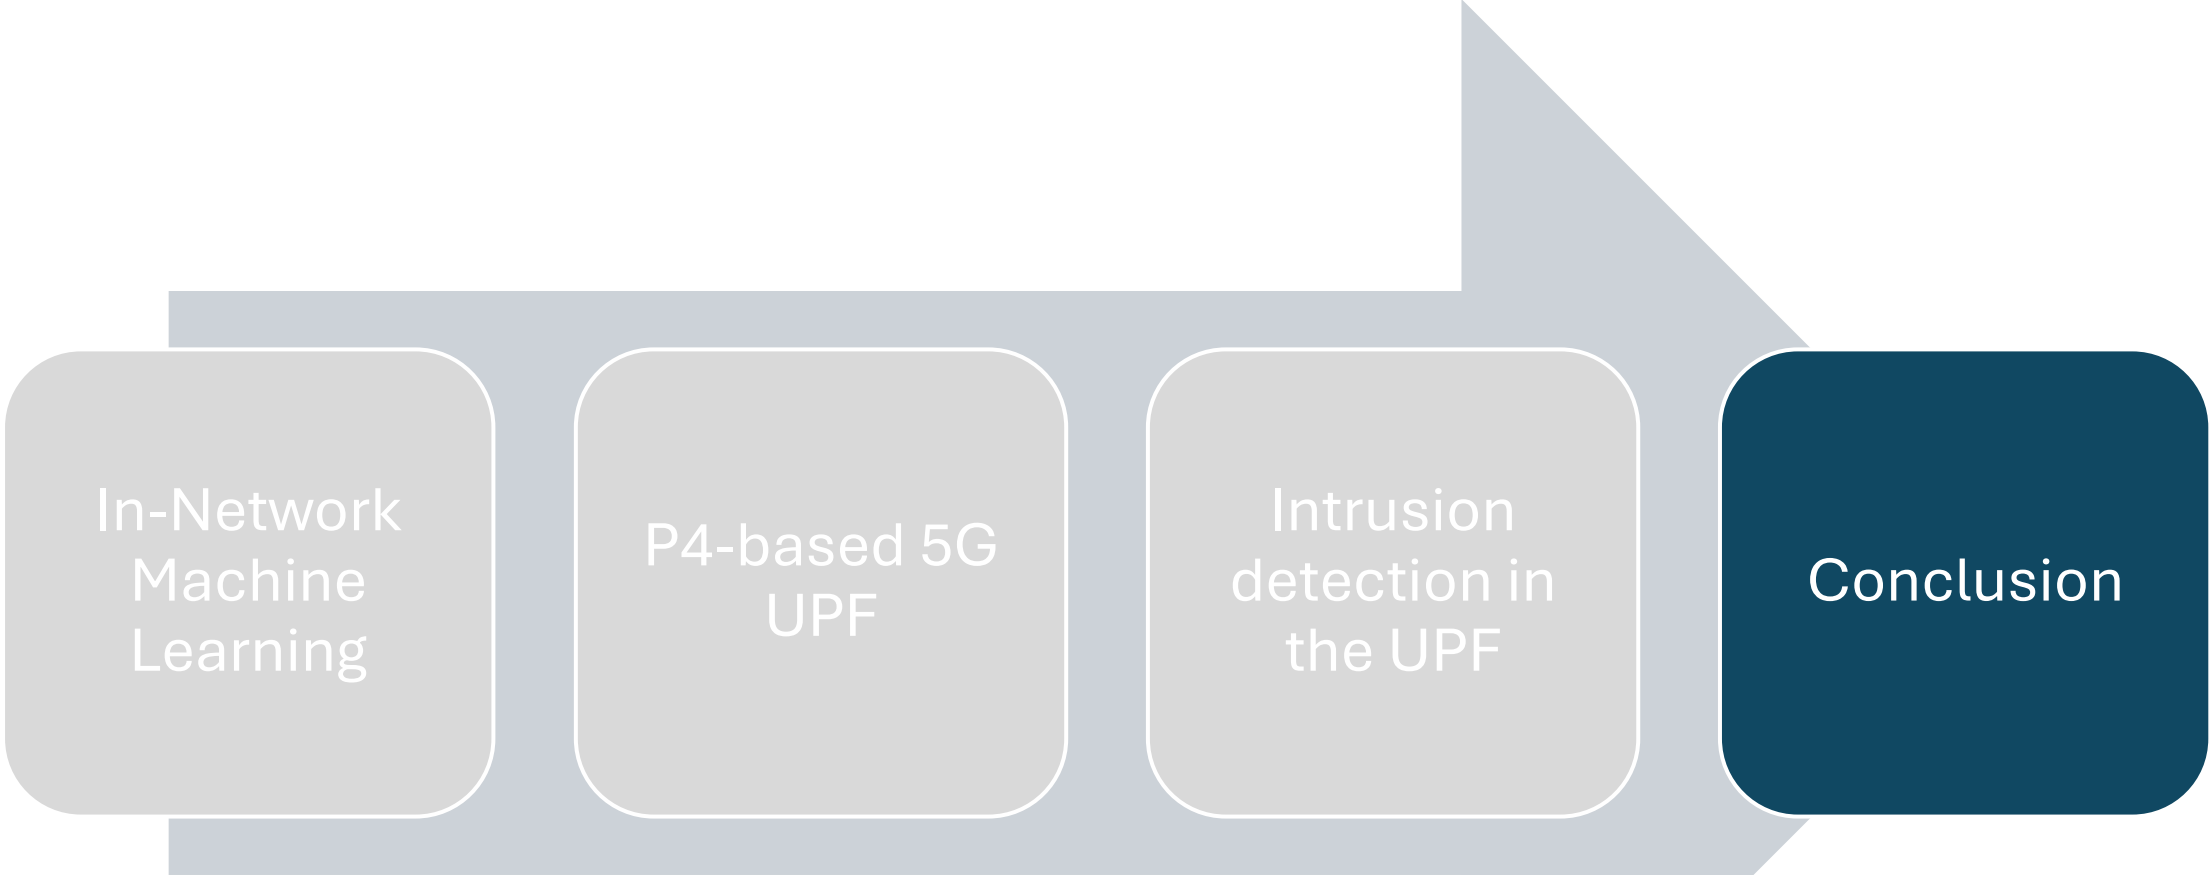 In-Network
Machine
Learning
P4-based 5G
UPF
Intrusion
detection in
the UPF
Conclusion